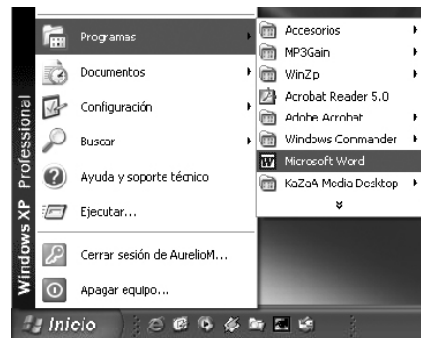 Windows XP Professional
Programas
Documentos
Configuración
Buscar
Ayuda y soporte técnico
Ejecutar...
Cerrar sesión de AurelioM...
Apagar equipo...
Accesorios
MP3Gain
WinZip
Acrobat Reader 5.0
Adobe Acrobat
Windows Commander
Microsoft Word
KaZaA Media Desktop
Inicio